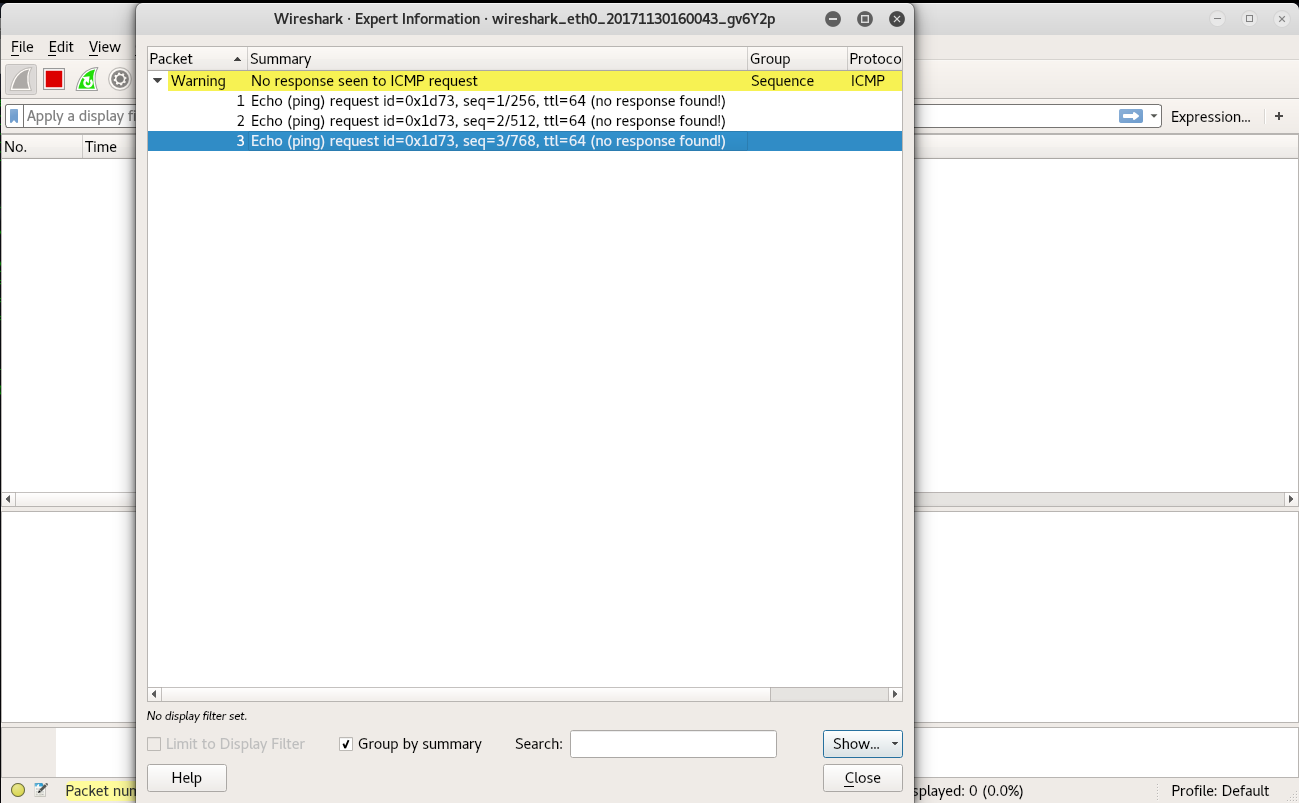 Wireshark · Expert Information · wireshark_eth0_20171130160043_gv6Y2p
File Edit View
Packet Summary Group Protoco
Warning No response seen to ICMP request Sequence ICMP
1 Echo (ping) request id=0x1d73, seq=1/256, ttl=64 (no response found!)
2 Echo (ping) request id=0x1d73, seq=2/512, ttl=64 (no response found!)
3 Echo (ping) request id=0x1d73, seq=3/768, ttl=64 (no response found!)
Apply a display fi
Expression... +
No. Time
No display filter set.
Limit to Display Filter Group by summary Search: Show...
Help Close
Packet num
splayed: 0 (0.0%) Profile: Default